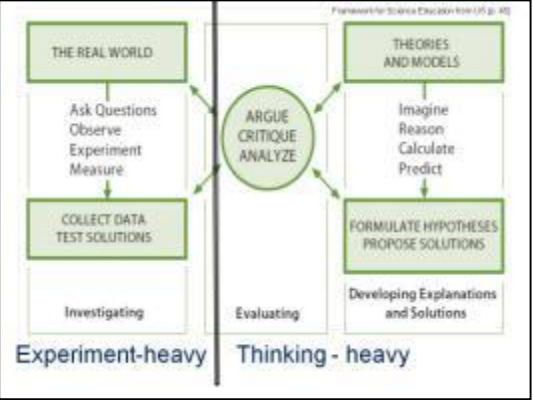 Framework for Science Education from US (p. 45)
THE REAL WORLD
Ask Questions
Observe
Experiment
Measure
COLLECT DATA
TEST SOLUTIONS
Investigating
ARGUE
CRITIQUE
ANALYZE
Evaluating
THEORIES
AND MODELS
Imagine
Reason
Calculate
Predict
FORMULATE HYPOTHESES
PROPOSE SOLUTIONS
Developing Explanations
and Solutions
Experiment-heavy
Thinking - heavy